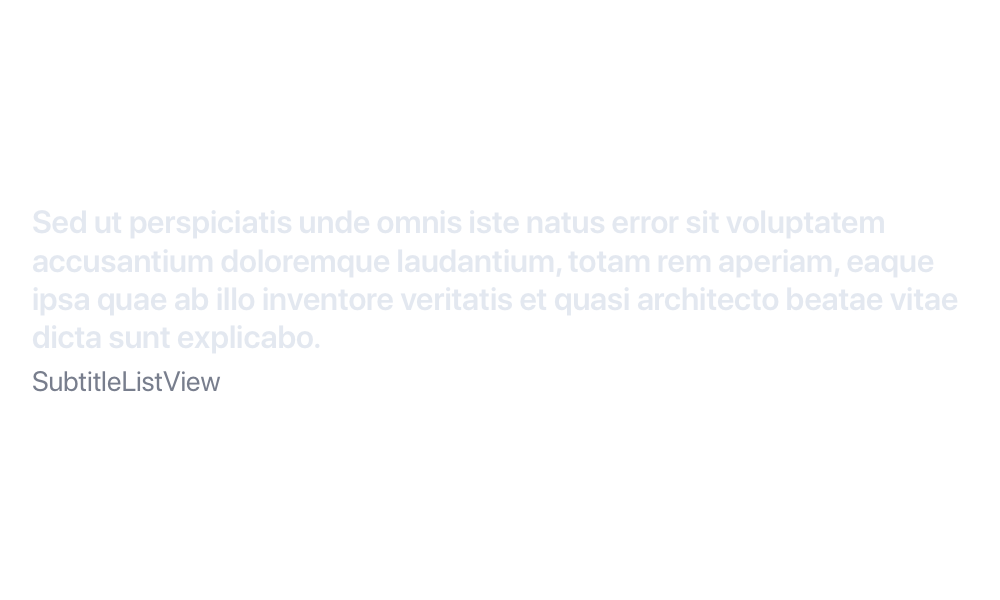 Sed ut perspiciatis unde omnis iste natus error sit voluptatem
accusantium doloremque laudantium, totam rem aperiam, eaque
ipsa quae ab illo inventore veritatis et quasi architecto beatae vitae
dicta sunt explicabo.
SubtitleListView